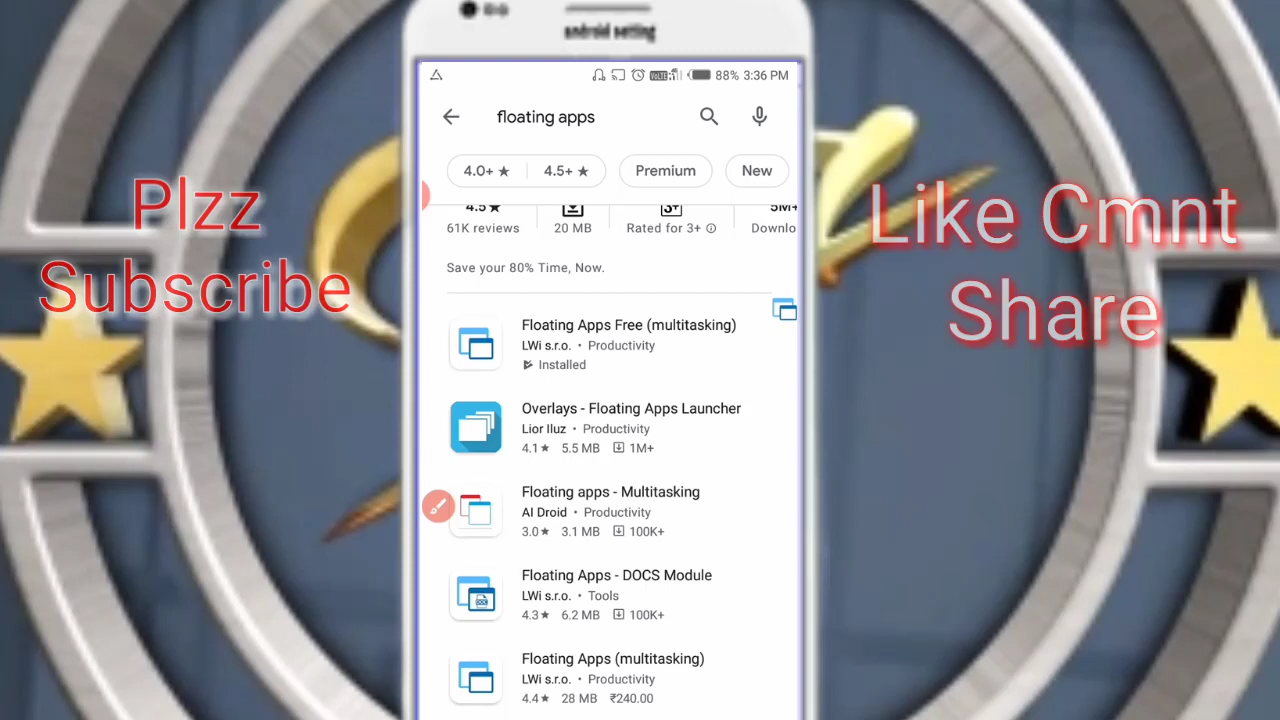 android setting
88% 3:36 PM
floating apps
4.0+ ★ 4.5+ ★ Premium New
4.5★ 3+ 5M+
61K reviews 20 MB Rated for 3+ Downlo
Save your 80% Time, Now.
Floating Apps Free (multitasking)
LWi s.r.o. • Productivity
Installed
Overlays - Floating Apps Launcher
Lior Iluz • Productivity
4.1★ 5.5 MB 1M+
Floating apps - Multitasking
AI Droid • Productivity
3.0★ 3.1 MB 100K+
Floating Apps - DOCS Module
LWi s.r.o. • Tools
4.3★ 6.2 MB 100K+
Floating Apps (multitasking)
LWi s.r.o. • Productivity
4.4★ 28 MB ₹240.00
Plzz
Subscribe
Like Cmnt
Share